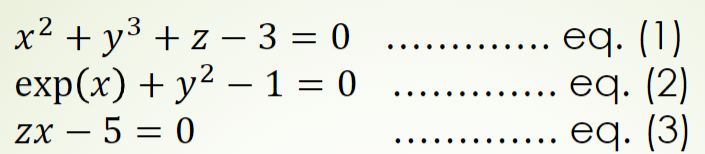 x² + y³ + z − 3 = 0 ............. eq. (1)
exp(x) + y² − 1 = 0 ............. eq. (2)
zx − 5 = 0 ............. eq. (3)